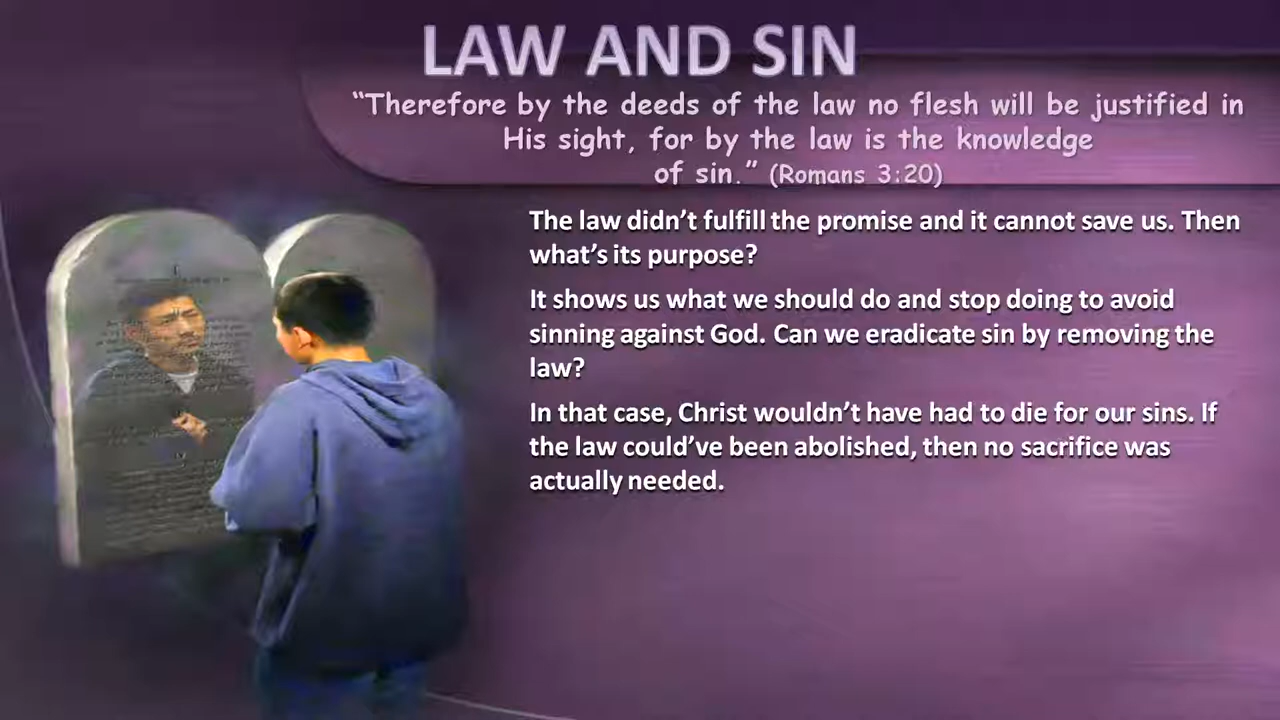 LAW AND SIN
“Therefore by the deeds of the law no flesh will be justified in
His sight, for by the law is the knowledge
of sin.” (Romans 3:20)
The law didn’t fulfill the promise and it cannot save us. Then
what’s its purpose?
It shows us what we should do and stop doing to avoid
sinning against God. Can we eradicate sin by removing the
law?
In that case, Christ wouldn’t have had to die for our sins. If
the law could’ve been abolished, then no sacrifice was
actually needed.